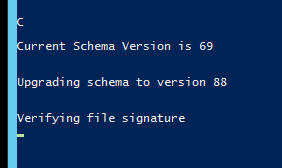 C
Current Schema Version is 69
Upgrading schema to version 88
Verifying file signature